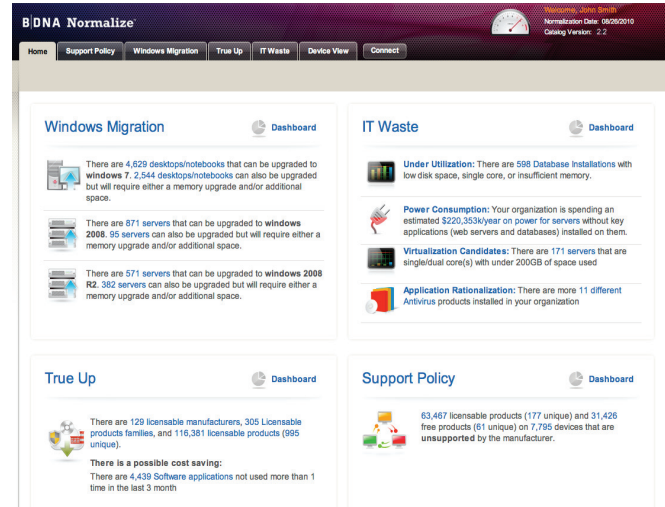 BDNA Normalize
Welcome, John Smith
Normalization Date: 08/26/2010
Catalog Version: 2.2
Home Support Policy Windows Migration True Up IT Waste Device View Connect
Windows Migration
Dashboard
There are 4,629 desktops/notebooks that can be upgraded to
windows 7. 2,544 desktops/notebooks can also be upgraded
but will require either a memory upgrade and/or additional
space.
There are 871 servers that can be upgraded to windows
2008. 95 servers can also be upgraded but will require either a
memory upgrade and/or additional space.
There are 571 servers that can be upgraded to windows 2008
R2. 382 servers can also be upgraded but will require either a
memory upgrade and/or additional space.
IT Waste
Dashboard
Under Utilization: There are 598 Database Installations with
low disk space, single core, or insufficient memory.
Power Consumption: Your organization is spending an
estimated $220,353k/year on power for servers without key
applications (web servers and databases) installed on them.
Virtualization Candidates: There are 171 servers that are
single/dual core(s) with under 200GB of space used
Application Rationalization: There are more 11 different
Antivirus products installed in your organization
True Up
Dashboard
There are 129 licensable manufacturers, 305 Licensable
products families, and 116,381 licensable products (995
unique).
There is a possible cost saving:
There are 4,439 Software applications not used more than 1
time in the last 3 month
Support Policy
Dashboard
63,467 licensable products (177 unique) and 31,426
free products (61 unique) on 7,795 devices that are
unsupported by the manufacturer.